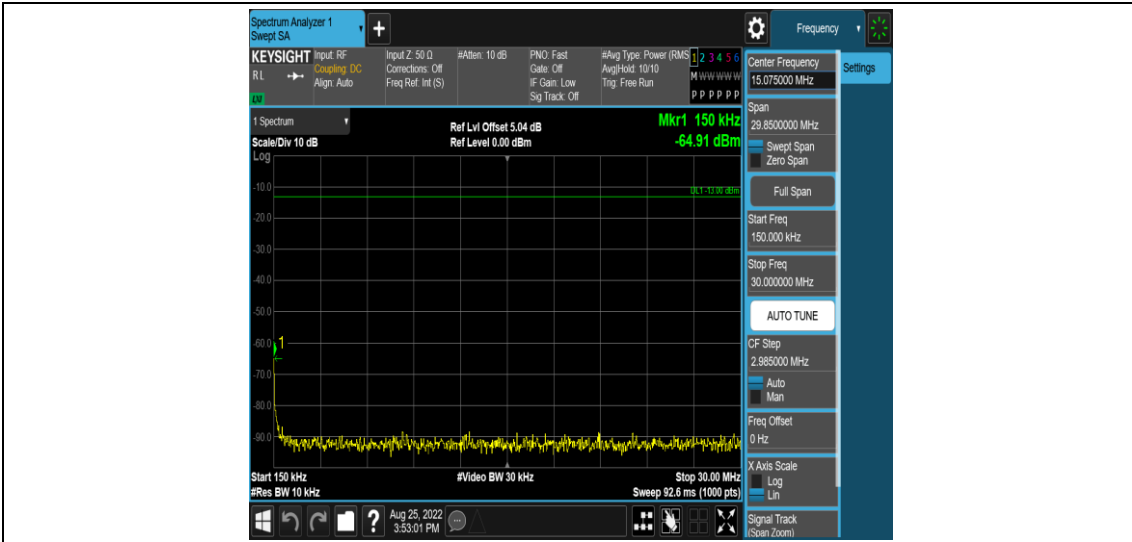 Spectrum Analyzer 1
Swept SA
Frequency
KEYSIGHT
RL
Input: RF
Coupling: DC
Align: Auto
Input Z: 50 Ω
Corrections: Off
Freq Ref: Int (S)
#Atten: 10 dB
PNO: Fast
Gate: Off
IF Gain: Low
Sig Track: Off
#Avg Type: Power (RMS
Avg|Hold: 10/10
Trig: Free Run
1 2 3 4 5 6
M W W W W W
P P P P P P
1 Spectrum
Scale/Div 10 dB
Log
Ref Lvl Offset 5.04 dB
Ref Level 0.00 dBm
Mkr1 150 kHz
-64.91 dBm
DL1 -13.00 dBm
-10.0
-20.0
-30.0
-40.0
-50.0
-60.0
1
-70.0
-80.0
-90.0
Start 150 kHz
#Video BW 30 kHz
Stop 30.00 MHz
#Res BW 10 kHz
Sweep 92.6 ms (1000 pts)
Center Frequency
15.075000 MHz
Settings
Span
29.8500000 MHz
Swept Span
Zero Span
Full Span
Start Freq
150.000 kHz
Stop Freq
30.000000 MHz
AUTO TUNE
CF Step
2.985000 MHz
Auto
Man
Freq Offset
0 Hz
X Axis Scale
Log
Lin
Signal Track
(Span Zoom)
Aug 25, 2022
3:53:01 PM